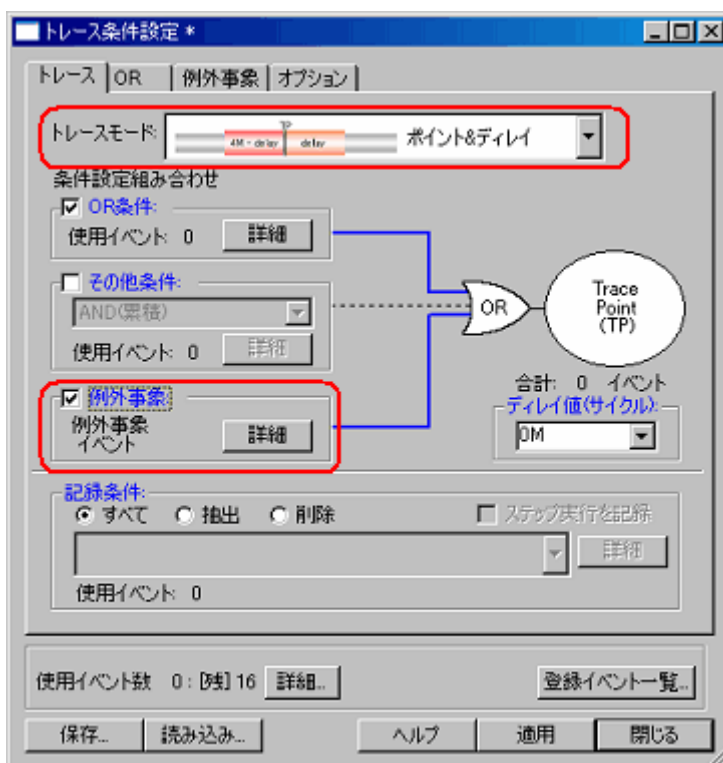 トレース条件設定 *
トレース OR 例外事象 オプション
トレースモード: 4M - delay TP delay ポイント&ディレイ
条件設定組み合わせ
OR条件:
使用イベント: 0 詳細
その他条件:
AND(累積)
使用イベント: 0 詳細
OR
Trace
Point
(TP)
合計: 0 イベント
例外事象:
例外事象
イベント 詳細
ディレイ値(サイクル):
0M
記録条件:
すべて 抽出 削除 ステップ実行を記録
詳細
使用イベント: 0
使用イベント数 0 : [残] 16 詳細... 登録イベント一覧...
保存... 読み込み... ヘルプ 適用 閉じる